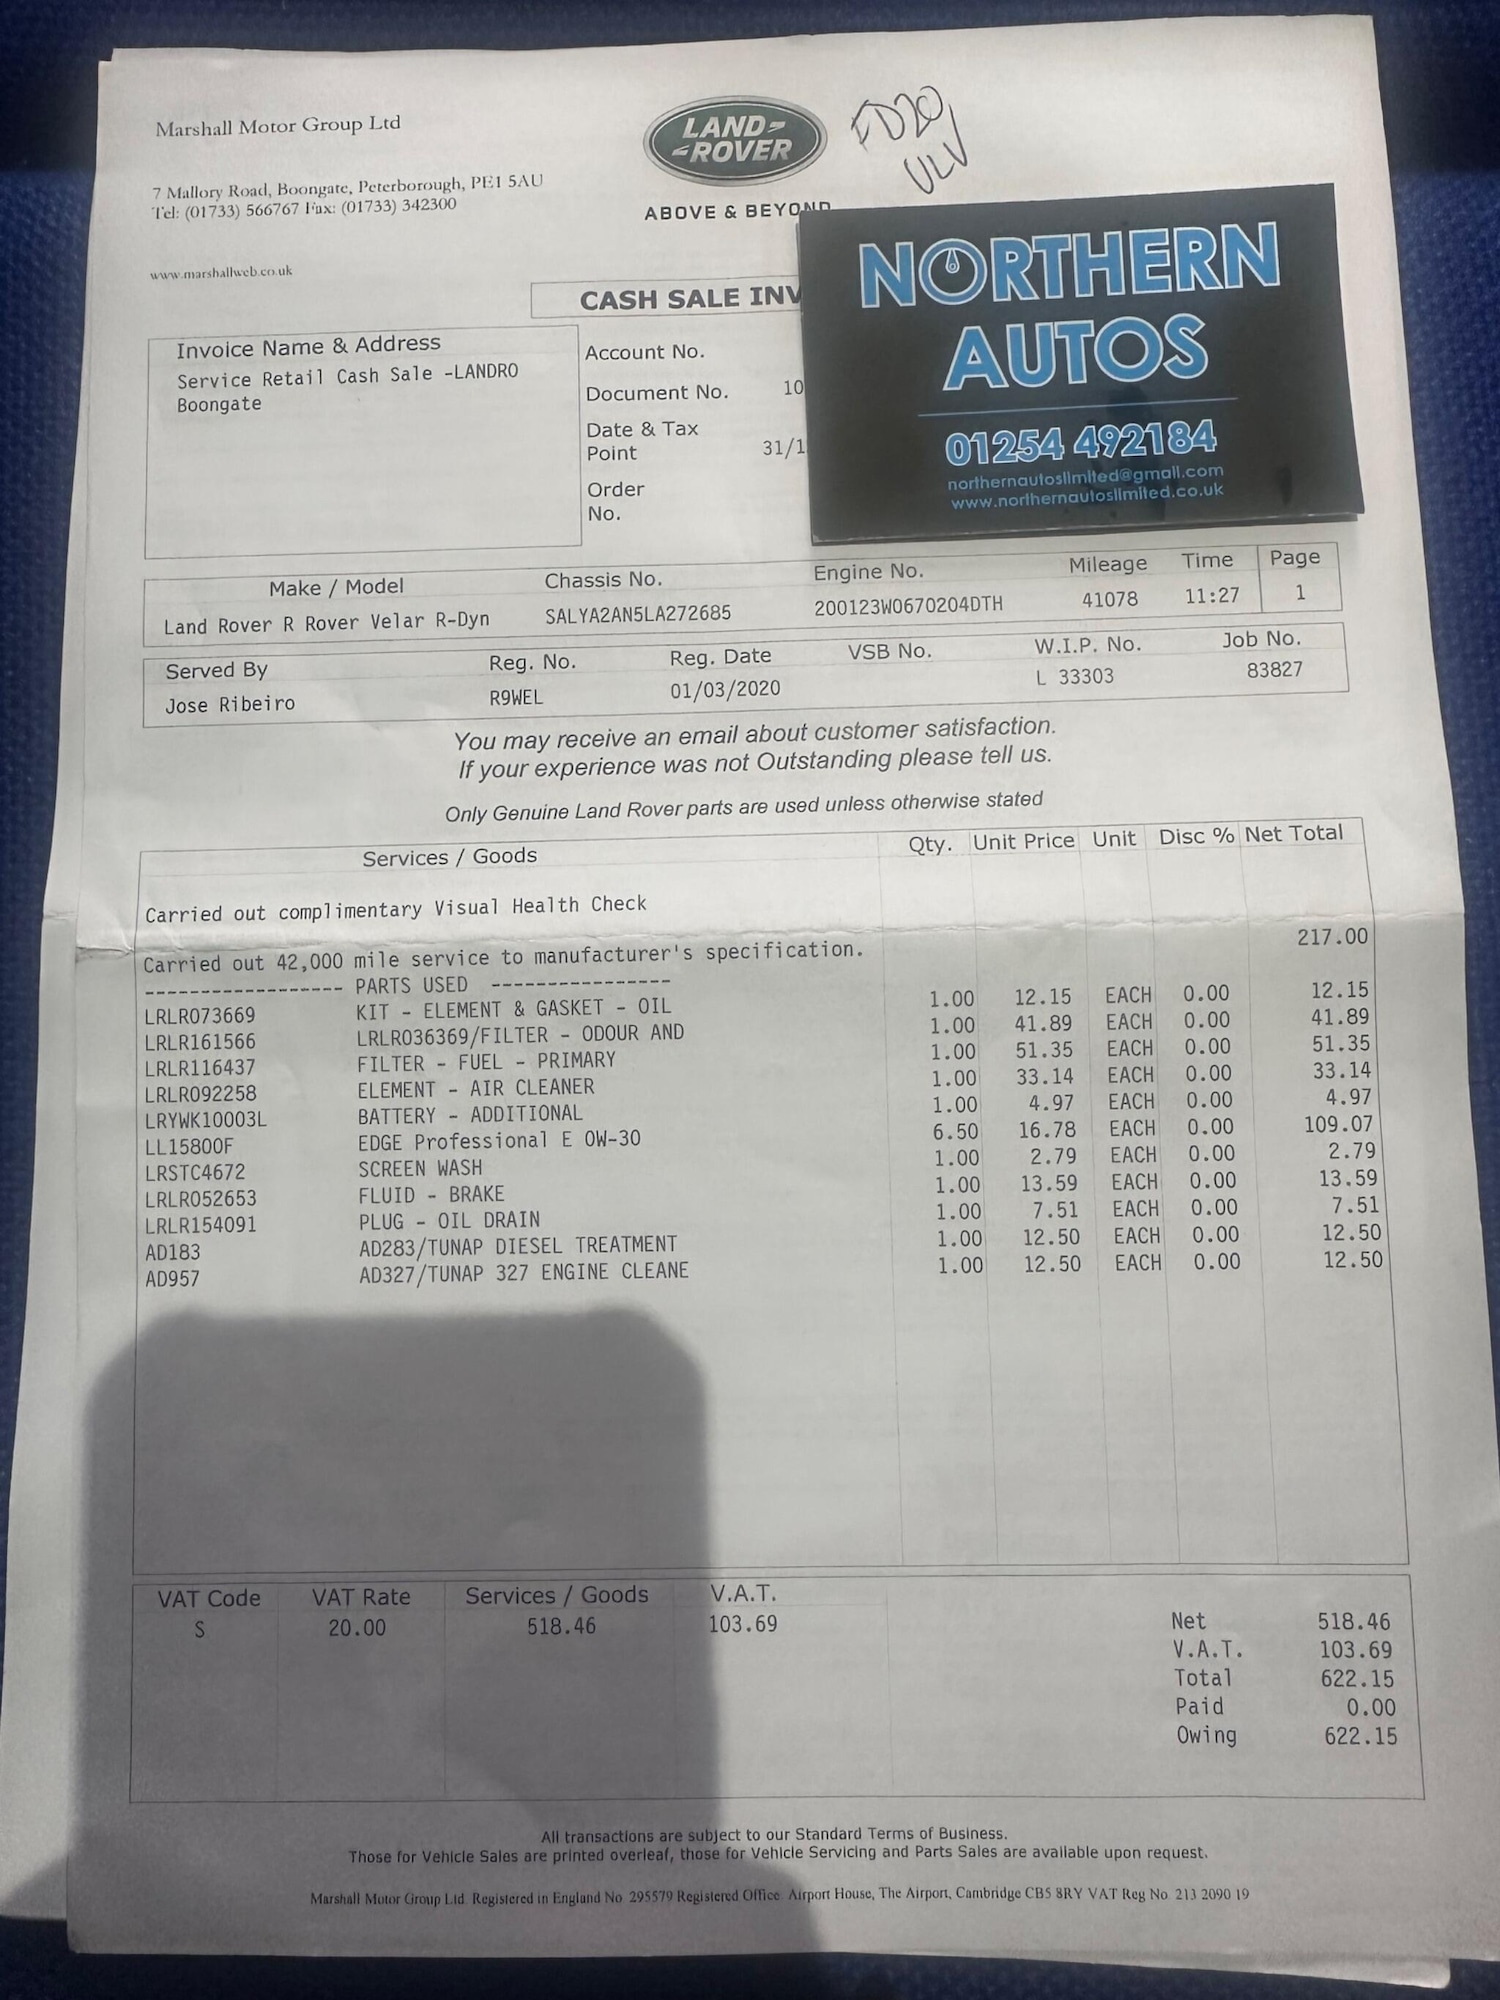 Marshall Motor Group Ltd
7 Mallory Road, Boongate, Peterborough, PE1 5AU
Tel: (01733) 566767 Fax: (01733) 342300
www.marshallweb.co.uk
LAND-
-ROVER
ABOVE & BEYOND
FD20
ULV
NORTHERN
AUTOS
01254 492184
northernautoslimited@gmail.com
www.northernautoslimited.co.uk
CASH SALE INV
Invoice Name & Address
Service Retail Cash Sale -LANDRO
Boongate
Account No.
Document No. 10
Date & Tax
Point 31/1
Order
No.
Make / Model Chassis No. Engine No. Mileage Time Page
Land Rover R Rover Velar R-Dyn SALYA2AN5LA272685 200123W0670204DTH 41078 11:27 1
Served By Reg. No. Reg. Date VSB No. W.I.P. No. Job No.
Jose Ribeiro R9WEL 01/03/2020 L 33303 83827
You may receive an email about customer satisfaction.
If your experience was not Outstanding please tell us.
Only Genuine Land Rover parts are used unless otherwise stated
Services / Goods Qty. Unit Price Unit Disc % Net Total
Carried out complimentary Visual Health Check
Carried out 42,000 mile service to manufacturer's specification. 217.00
------------------ PARTS USED ----------------
LRLR073669 KIT - ELEMENT & GASKET - OIL 1.00 12.15 EACH 0.00 12.15
LRLR161566 LRLR036369/FILTER - ODOUR AND 1.00 41.89 EACH 0.00 41.89
LRLR116437 FILTER - FUEL - PRIMARY 1.00 51.35 EACH 0.00 51.35
LRLR092258 ELEMENT - AIR CLEANER 1.00 33.14 EACH 0.00 33.14
LRYWK10003L BATTERY - ADDITIONAL 1.00 4.97 EACH 0.00 4.97
LL15800F EDGE Professional E 0W-30 6.50 16.78 EACH 0.00 109.07
LRSTC4672 SCREEN WASH 1.00 2.79 EACH 0.00 2.79
LRLR052653 FLUID - BRAKE 1.00 13.59 EACH 0.00 13.59
LRLR154091 PLUG - OIL DRAIN 1.00 7.51 EACH 0.00 7.51
AD183 AD283/TUNAP DIESEL TREATMENT 1.00 12.50 EACH 0.00 12.50
AD957 AD327/TUNAP 327 ENGINE CLEANE 1.00 12.50 EACH 0.00 12.50
VAT Code VAT Rate Services / Goods V.A.T.
S 20.00 518.46 103.69
Net 518.46
V.A.T. 103.69
Total 622.15
Paid 0.00
Owing 622.15
All transactions are subject to our Standard Terms of Business.
Those for Vehicle Sales are printed overleaf, those for Vehicle Servicing and Parts Sales are available upon request.
Marshall Motor Group Ltd Registered in England No 295579 Registered Office Airport House, The Airport, Cambridge CB5 8RY VAT Reg No 213 2090 19